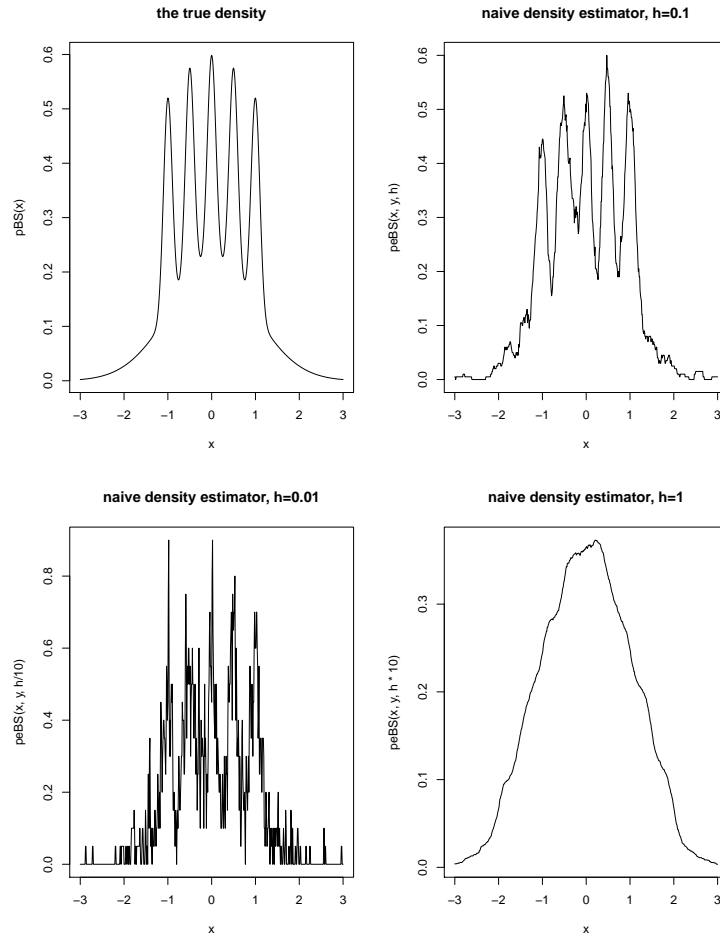 the true density
pBS(x)
0.0 0.1 0.2 0.3 0.4 0.5 0.6
−3 −2 −1 0 1 2 3
x
naive density estimator, h=0.1
peBS(x, y, h)
0.0 0.1 0.2 0.3 0.4 0.5 0.6
−3 −2 −1 0 1 2 3
x
naive density estimator, h=0.01
peBS(x, y, h/10)
0.0 0.2 0.4 0.6 0.8
−3 −2 −1 0 1 2 3
x
naive density estimator, h=1
peBS(x, y, h * 10)
0.0 0.1 0.2 0.3
−3 −2 −1 0 1 2 3
x